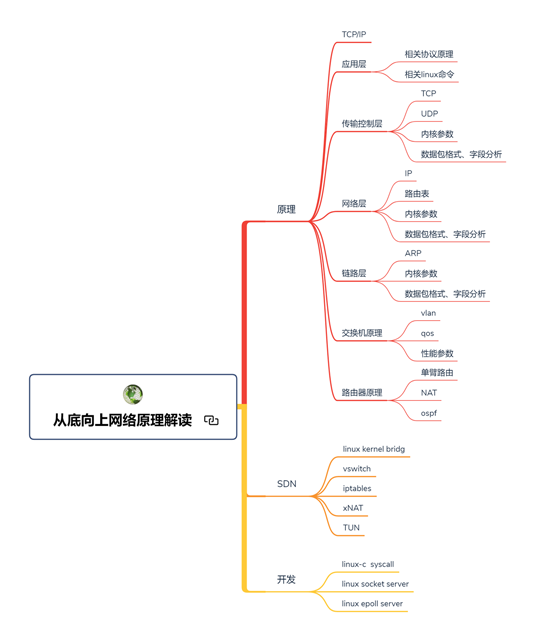 从底向上网络原理解读
原理
TCP/IP
应用层
相关协议原理
相关linux命令
传输控制层
TCP
UDP
内核参数
数据包格式、字段分析
网络层
IP
路由表
内核参数
数据包格式、字段分析
链路层
ARP
内核参数
数据包格式、字段分析
交换机原理
vlan
qos
性能参数
路由器原理
单臂路由
NAT
ospf
SDN
linux kernel bridg
vswitch
iptables
xNAT
TUN
开发
linux-c syscall
linux socket server
linux epoll server